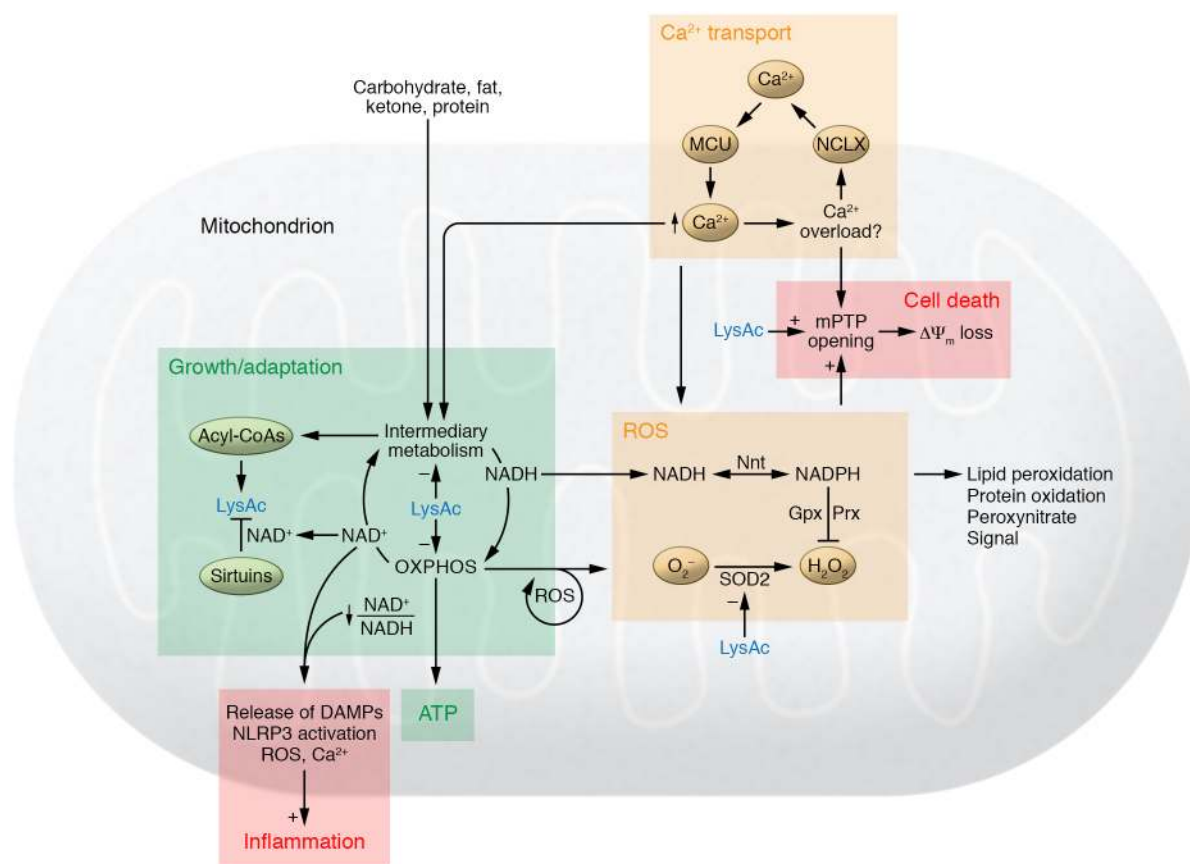 Ca²⁺ transport
Ca²⁺
MCU
NCLX
Ca²⁺
Ca²⁺
overload?
Carbohydrate, fat,
ketone, protein
Mitochondrion
Cell death
LysAc
+
mPTP
opening
ΔΨₘ loss
+
Growth/adaptation
Acyl-CoAs
Intermediary
metabolism
NADH
–
LysAc
LysAc
–
NAD⁺
NAD⁺
Sirtuins
OXPHOS
ROS
NAD⁺
NADH
ROS
NADH
Nnt
NADPH
Gpx
Prx
O₂⁻
SOD2
H₂O₂
–
LysAc
Lipid peroxidation
Protein oxidation
Peroxynitrate
Signal
Release of DAMPs
NLRP3 activation
ROS, Ca²⁺
+
Inflammation
ATP